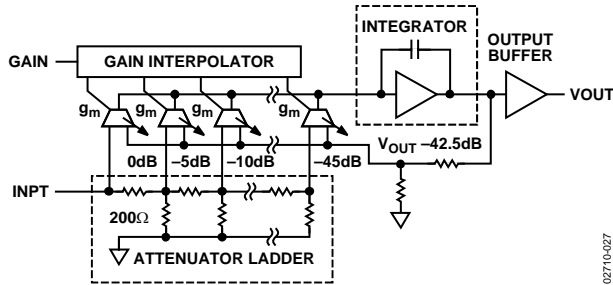 INTEGRATOR
OUTPUT
BUFFER
GAIN
GAIN INTERPOLATOR
VOUT
gm gm gm gm
0dB –5dB –10dB –45dB
VOUT –42.5dB
INPT
200Ω
ATTENUATOR LADDER
02710-027